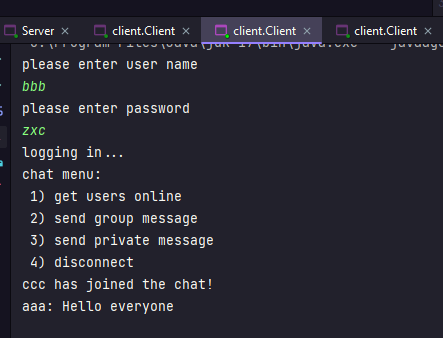 Server × client.Client × client.Client × client.Client ×
please enter user name
bbb
please enter password
zxc
logging in...
chat menu:
1) get users online
2) send group message
3) send private message
4) disconnect
ccc has joined the chat!
aaa: Hello everyone